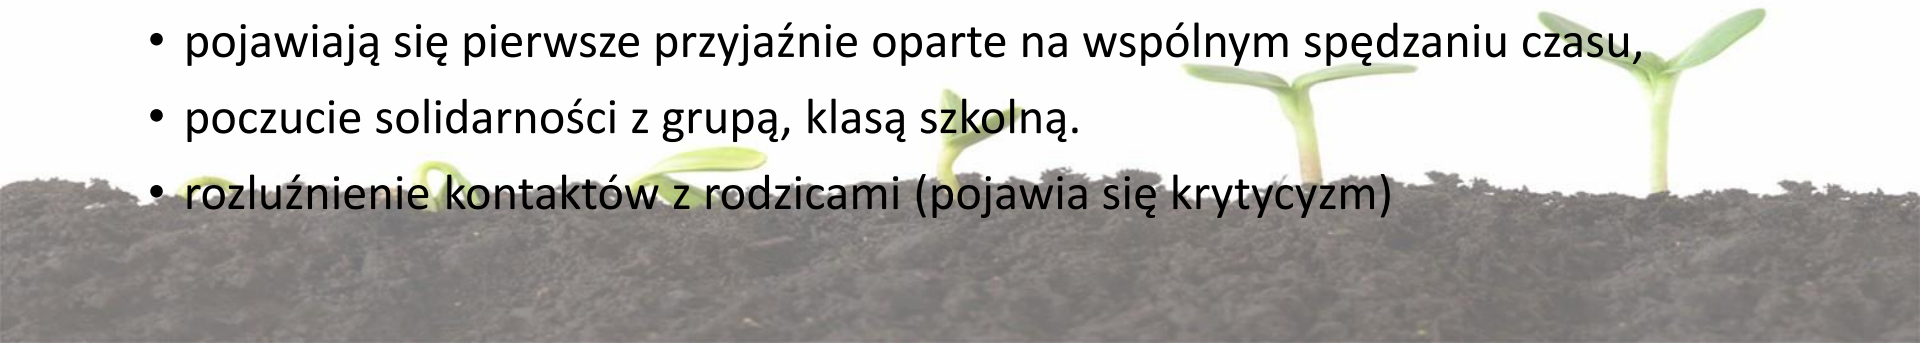 • pojawiają się pierwsze przyjaźnie oparte na wspólnym spędzaniu czasu,
• poczucie solidarności z grupą, klasą szkolną.
• rozluźnienie kontaktów z rodzicami (pojawia się krytycyzm)